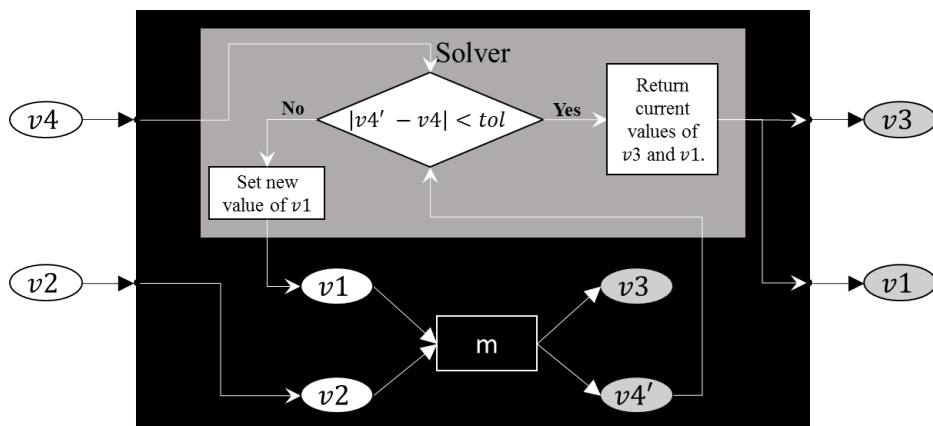 Solver
v4
No
|v4′ − v4| < tol
Yes
Return
current
values of
v3 and v1.
v3
Set new
value of v1
v2
v1
v3
v1
m
v2
v4′